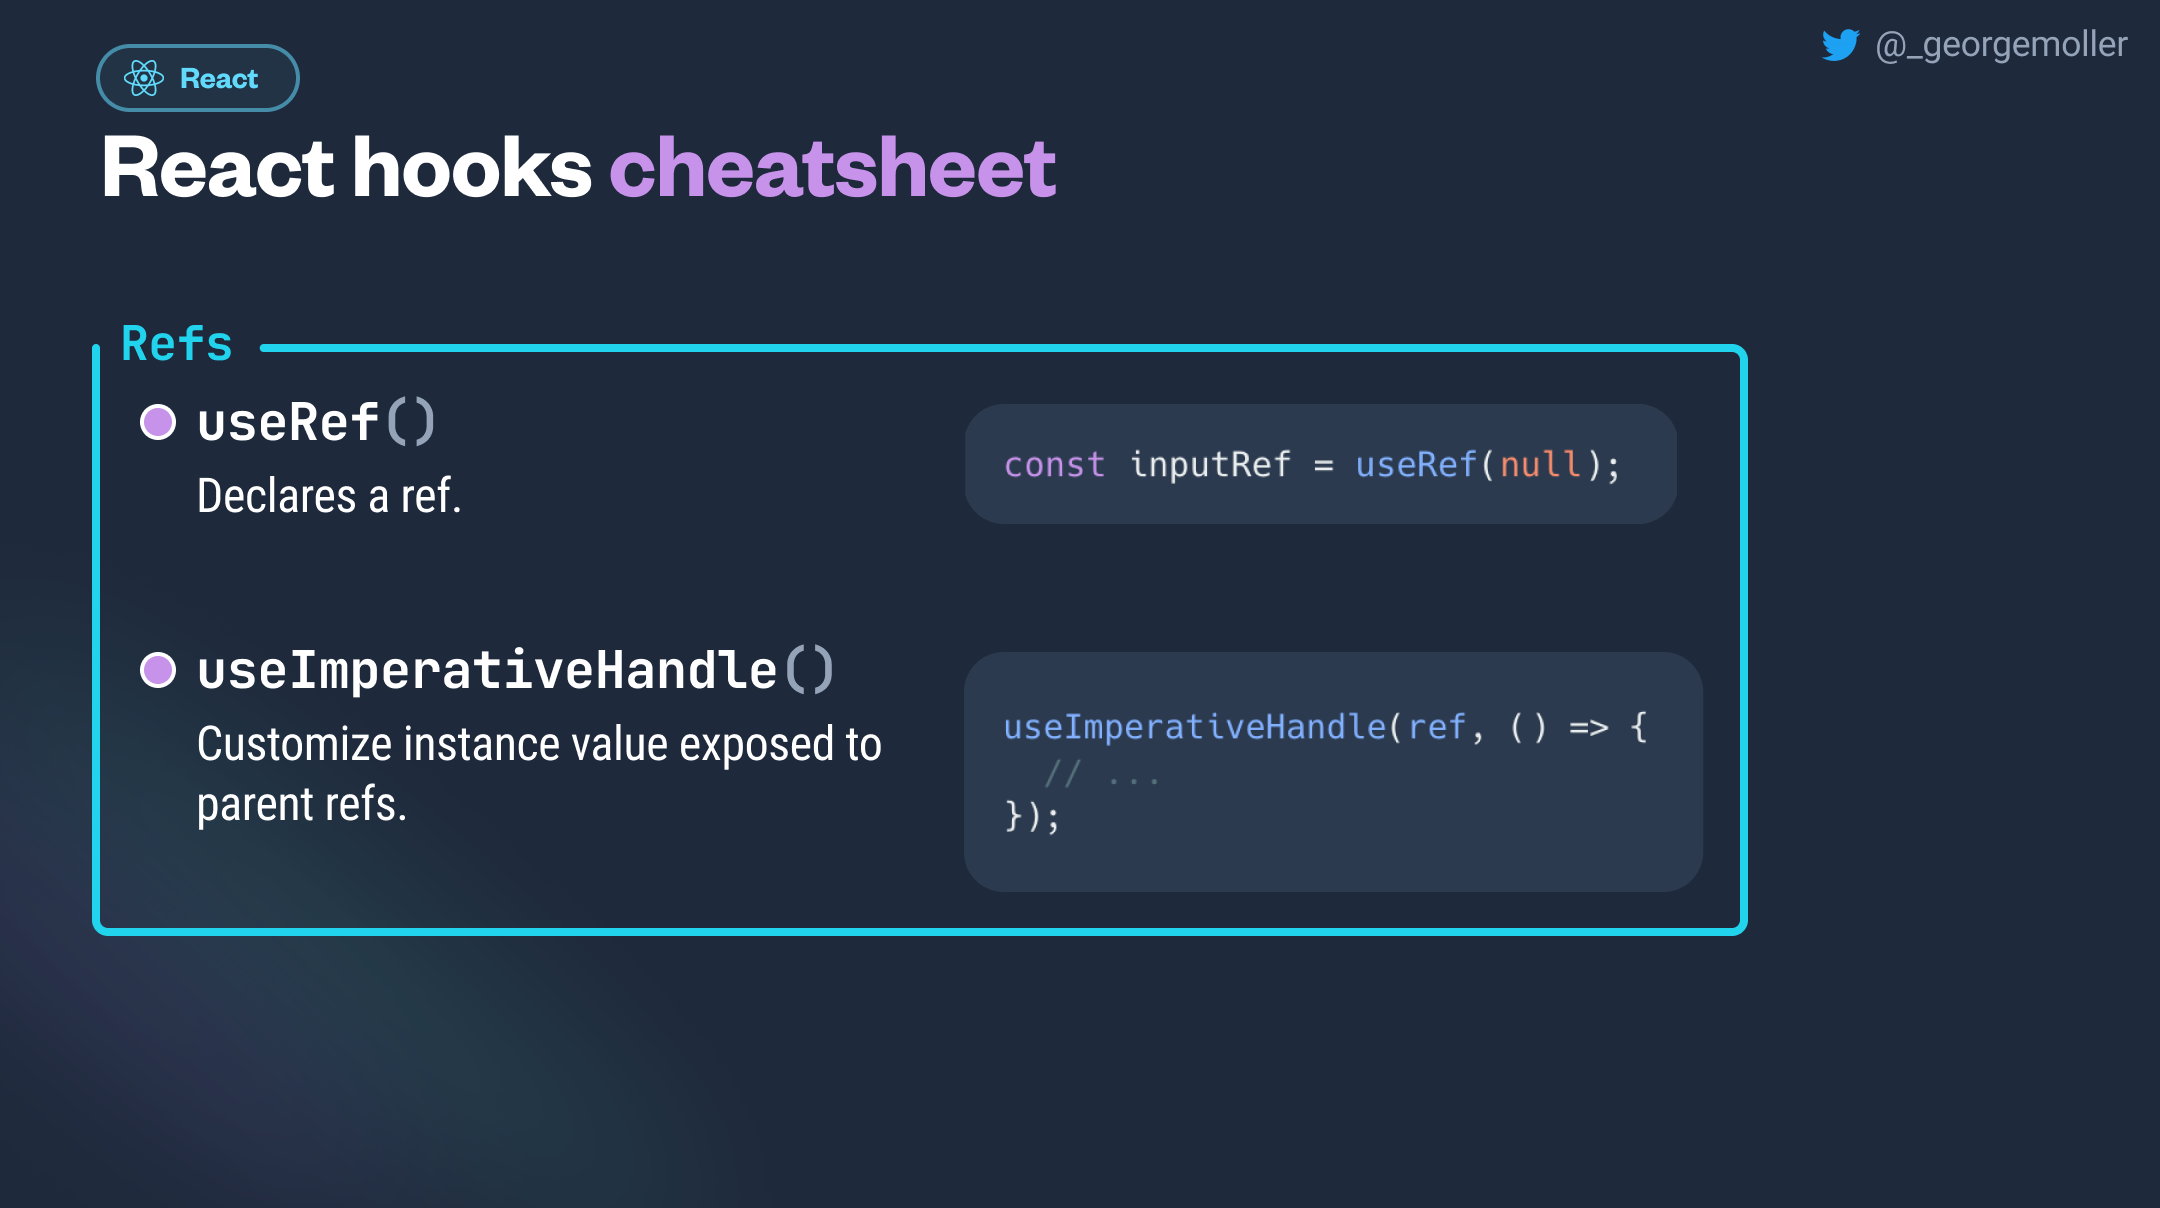 @_georgemoller
React
React hooks cheatsheet
Refs
useRef()
Declares a ref.
const inputRef = useRef(null);
useImperativeHandle()
Customize instance value exposed to
parent refs.
useImperativeHandle(ref, () => {
  // ...
});